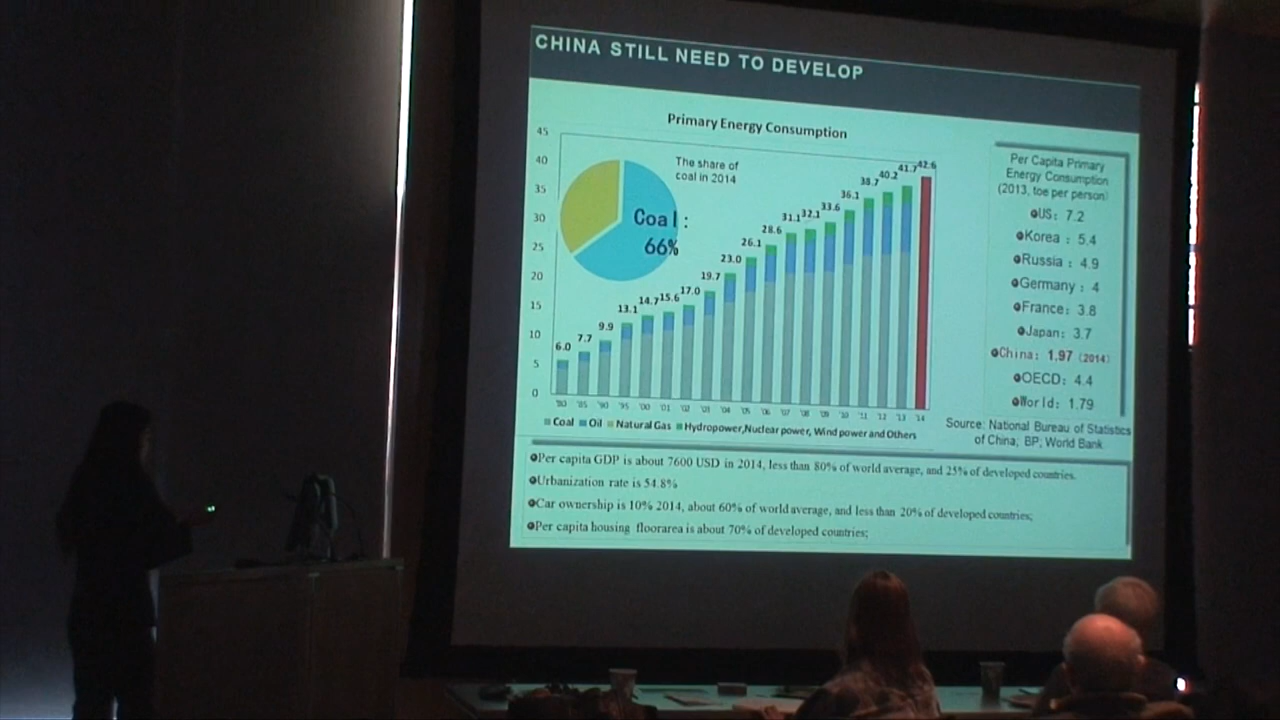 CHINA STILL NEED TO DEVELOP
Primary Energy Consumption
45
40
35
30
25
20
15
10
5
0
The share of
coal in 2014
Coal:
66%
6.0
7.7
9.9
13.1
14.7
15.6
17.0
19.7
23.0
26.1
28.6
31.1
32.1
33.6
36.1
38.7
40.2
41.7
42.6
'80 '85 '90 '95 '00 '01 '02 '03 '04 '05 '06 '07 '08 '09 '10 '11 '12 '13 '14
Coal Oil Natural Gas Hydropower,Nuclear power, Wind power and Others
Per Capita Primary
Energy Consumption
(2013, toe per person)
US: 7.2
Korea : 5.4
Russia : 4.9
Germany : 4
France: 3.8
Japan: 3.7
China: 1.97 (2014)
OECD: 4.4
World: 1.79
Source: National Bureau of Statistics
of China; BP; World Bank
Per capita GDP is about 7600 USD in 2014, less than 80% of world average, and 25% of developed countries.
Urbanization rate is 54.8%
Car ownership is 10% 2014, about 60% of world average, and less than 20% of developed countries;
Per capita housing floorarea is about 70% of developed countries;